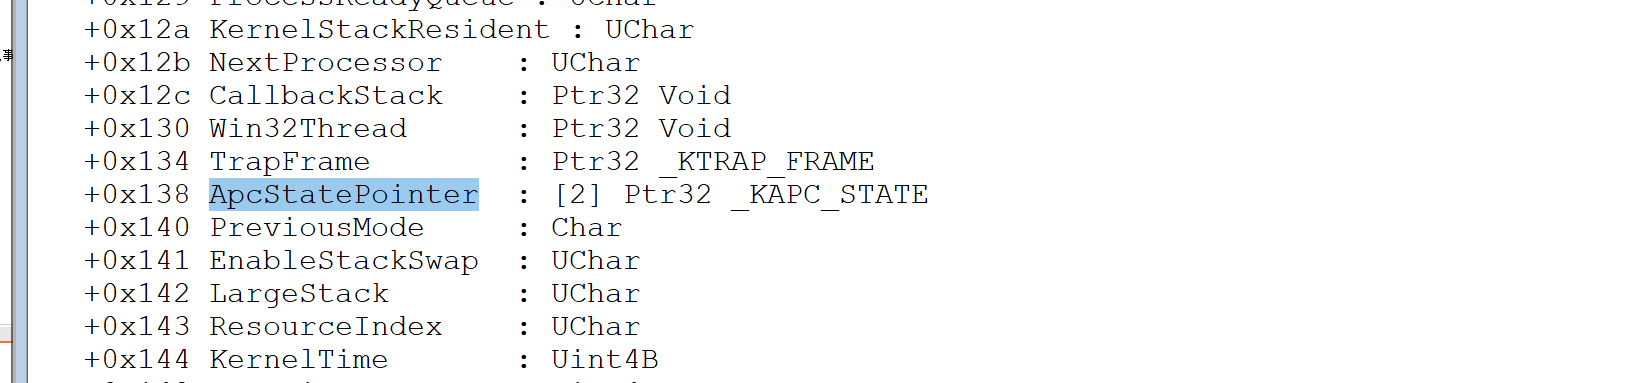 +0x129 ProcessReadyQueue : UChar
+0x12a KernelStackResident : UChar
+0x12b NextProcessor    : UChar
+0x12c CallbackStack    : Ptr32 Void
+0x130 Win32Thread      : Ptr32 Void
+0x134 TrapFrame        : Ptr32 _KTRAP_FRAME
+0x138 ApcStatePointer  : [2] Ptr32 _KAPC_STATE
+0x140 PreviousMode     : Char
+0x141 EnableStackSwap  : UChar
+0x142 LargeStack       : UChar
+0x143 ResourceIndex    : UChar
+0x144 KernelTime       : Uint4B